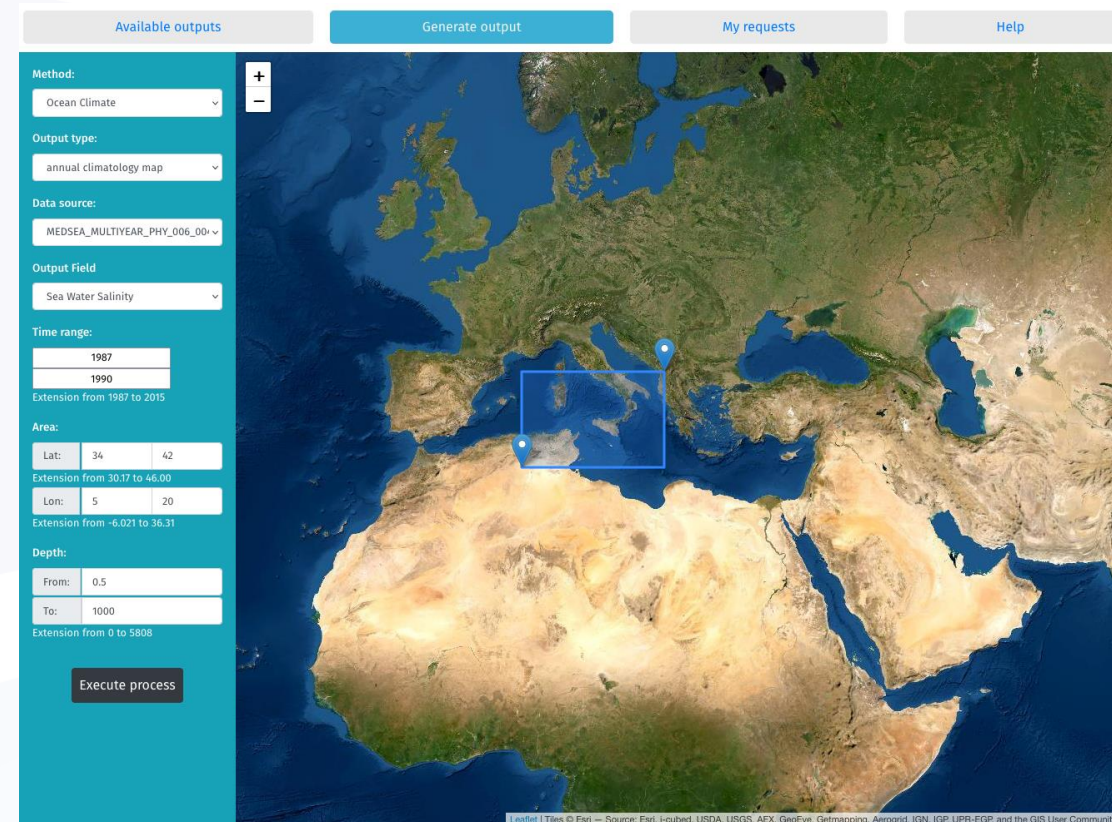 Available outputs
Generate output
My requests
Help
Method:
Ocean Climate
Output type:
annual climatology map
Data source:
MEDSEA_MULTIYEAR_PHY_006_00
Output Field
Sea Water Salinity
Time range:
1987
1990
Extension from 1987 to 2015
Area:
Lat: 34 42
Extension from 30.17 to 46.00
Lon: 5 20
Extension from -6.021 to 36.31
Depth:
From: 0.5
To: 1000
Extension from 0 to 5808
Execute process
+
−
Leaflet | Tiles © Esri — Source: Esri, i-cubed, USDA, USGS, AEX, GeoEye, Getmapping, Aerogrid, IGN, IGP, UPR-EGP, and the GIS User Communit